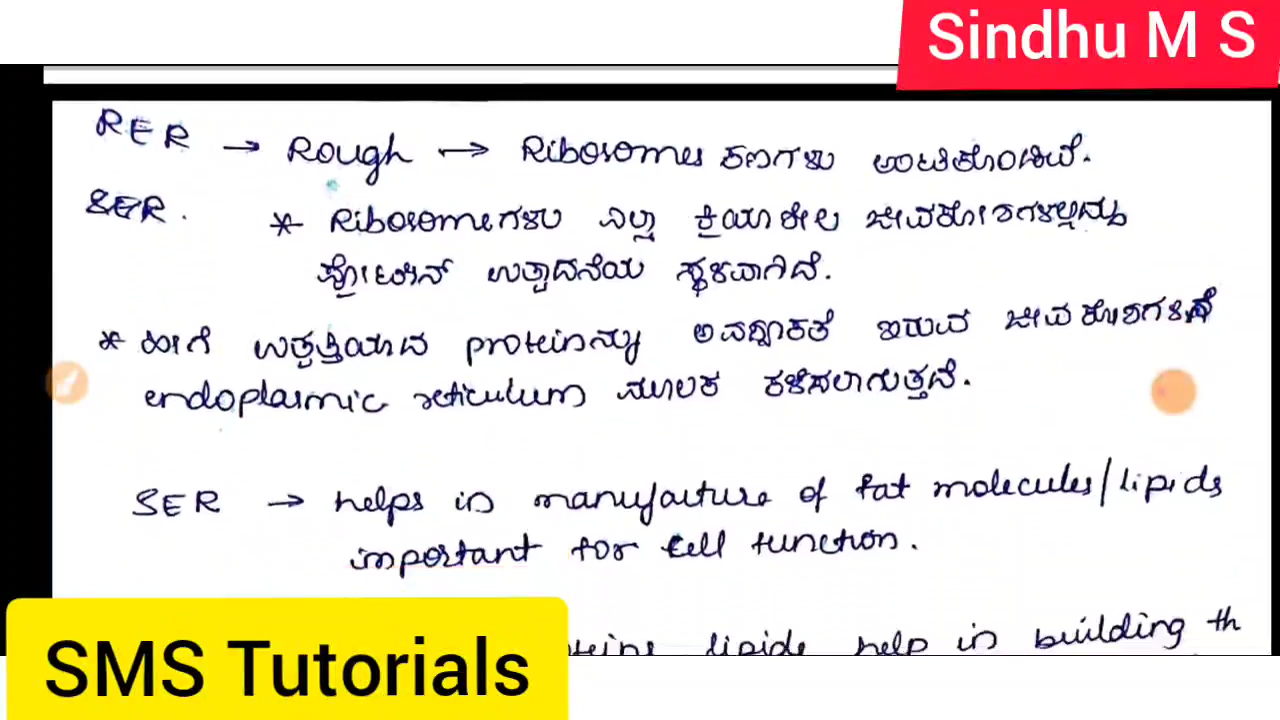 Sindhu M S
RER → Rough → Ribosomes ಕಣಗಳು ಅಂಟಿಕೊಂಡಿವೆ.
SER. * Ribosomeಗಳು ಎಲ್ಲಾ ಕ್ರಿಯಾಶೀಲ ಜೀವಕೋಶಗಳಲ್ಲನ್ನು
ಪ್ರೋಟೀನ್ ಉತ್ಪಾದನೆಯ ಸ್ಥಳವಾಗಿದೆ.
* ಹೀಗೆ ಉತ್ಪತ್ತಿಯಾದ proteinನ್ನು ಅವಶ್ಯಕತೆ ಇರುವ ಜೀವಕೋಶಗಳಿಗೆ
endoplasmic reticulum ಮೂಲಕ ಕಳಿಸಲಾಗುತ್ತದೆ.
SER → helps in manufacture of fat molecules/lipids
important for cell function.
lipids help in building th
SMS Tutorials